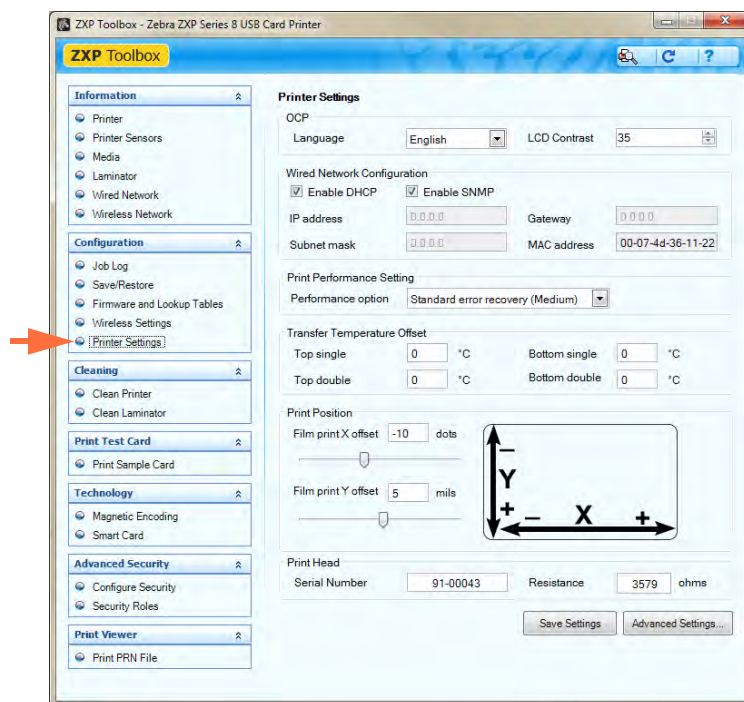 ZXP Toolbox - Zebra ZXP Series 8 USB Card Printer
ZXP Toolbox
?
Information
Printer
Printer Sensors
Media
Laminator
Wired Network
Wireless Network
Configuration
Job Log
Save/Restore
Firmware and Lookup Tables
Wireless Settings
Printer Settings
Cleaning
Clean Printer
Clean Laminator
Print Test Card
Print Sample Card
Technology
Magnetic Encoding
Smart Card
Advanced Security
Configure Security
Security Roles
Print Viewer
Print PRN File
Printer Settings
OCP
Language English LCD Contrast 35
Wired Network Configuration
Enable DHCP Enable SNMP
IP address 0.0.0.0 Gateway 0.0.0.0
Subnet mask 0.0.0.0 MAC address 00-07-4d-36-11-22
Print Performance Setting
Performance option Standard error recovery (Medium)
Transfer Temperature Offset
Top single 0 °C Bottom single 0 °C
Top double 0 °C Bottom double 0 °C
Print Position
Film print X offset -10 dots
Film print Y offset 5 mils
–
Y
+ – X +
Print Head
Serial Number 91-00043 Resistance 3579 ohms
Save Settings Advanced Settings...